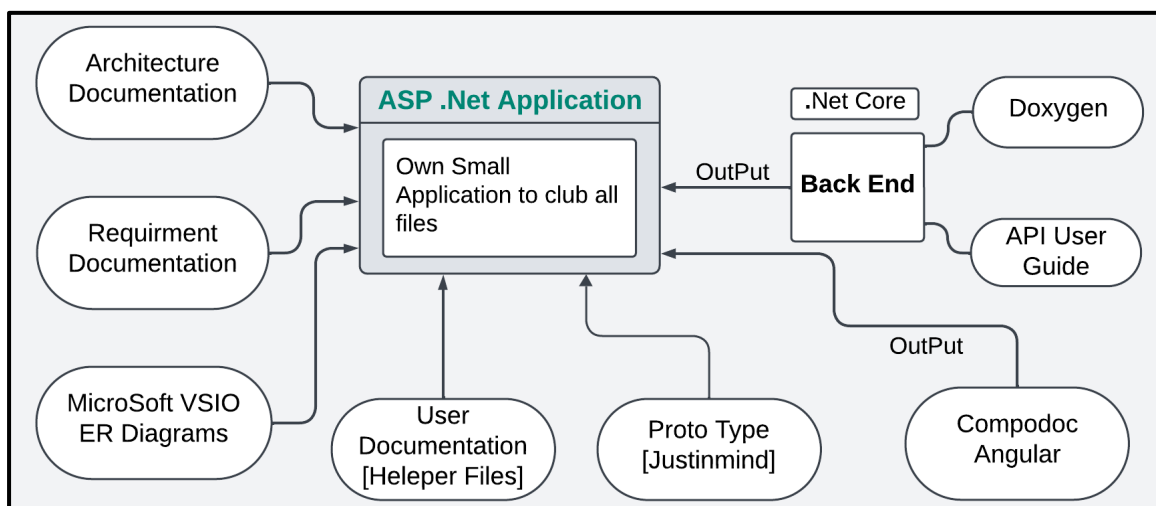 Architecture
Documentation
ASP .Net Application
.Net Core
Doxygen
Own Small
Application to club all
files
OutPut
Back End
Requirment
Documentation
API User
Guide
OutPut
MicroSoft VSIO
ER Diagrams
User
Documentation
[Heleper Files]
Proto Type
[Justinmind]
Compodoc
Angular